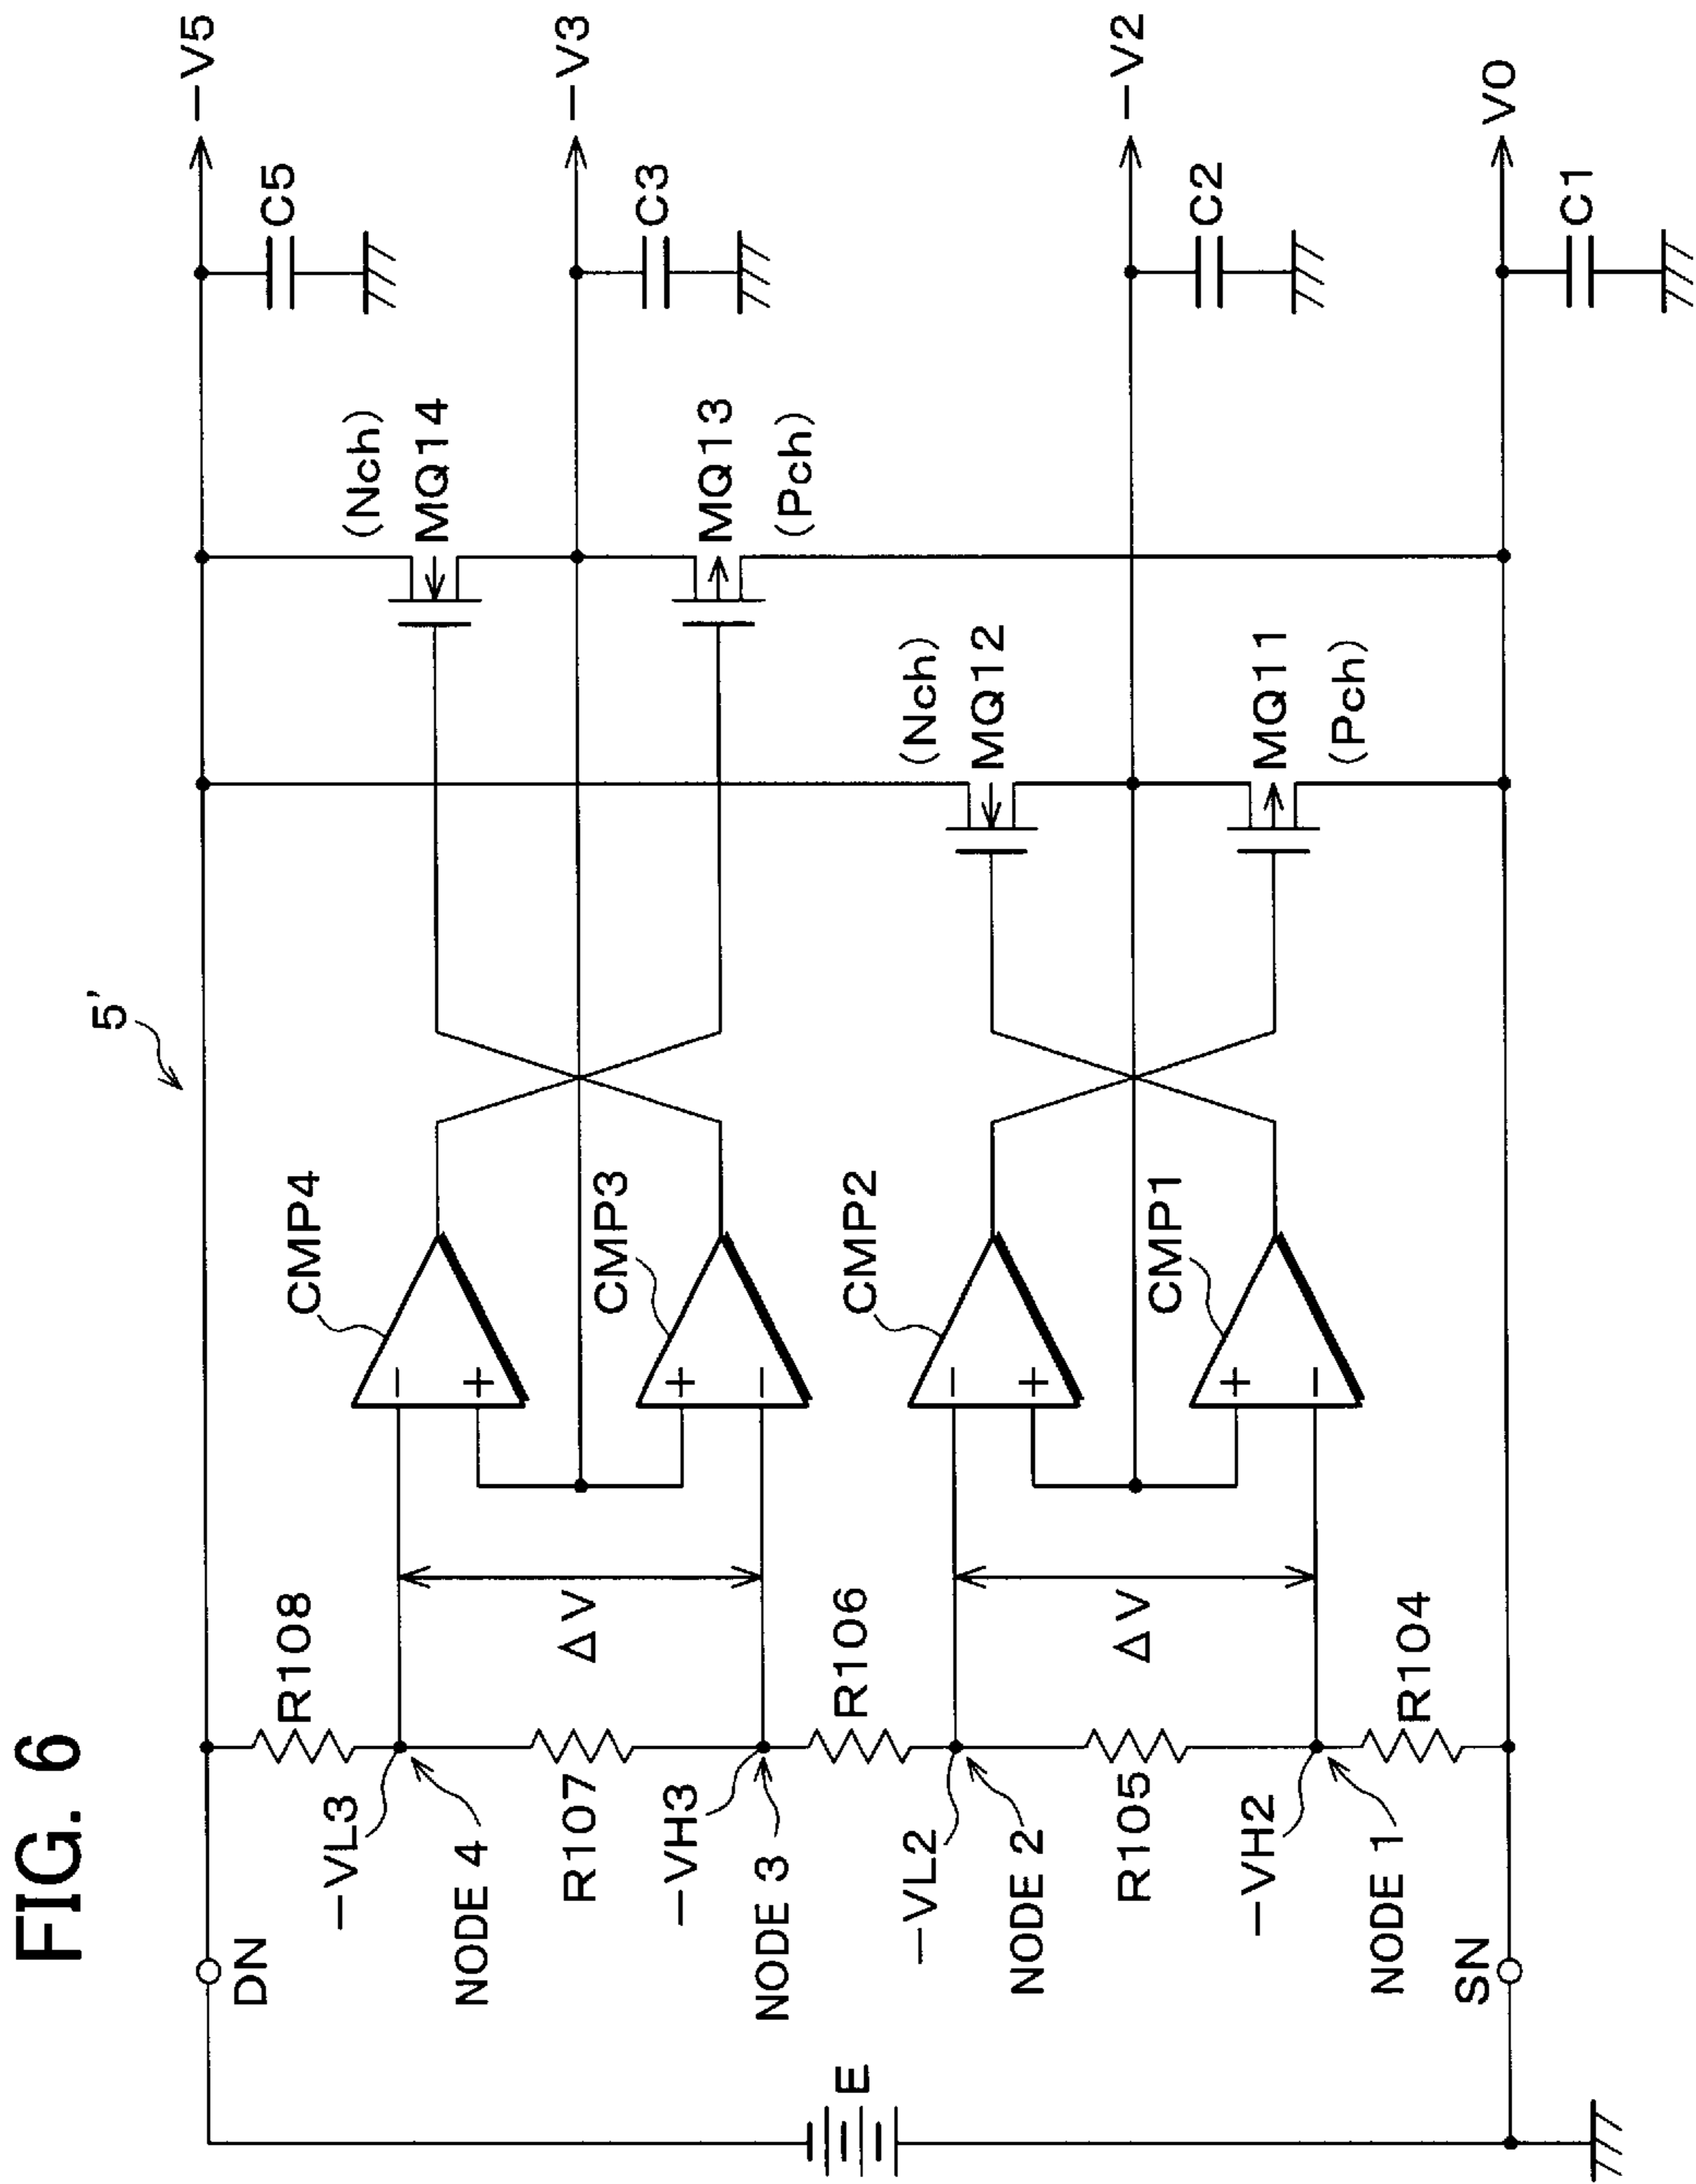 FIG. 6
5'
DN
SN
E
R108
R107
R106
R105
R104
−VL3
NODE 4
−VH3
NODE 3
−VL2
NODE 2
−VH2
NODE 1
ΔV
ΔV
CMP4
−
+
CMP3
+
−
CMP2
−
+
CMP1
+
−
(Nch)
MQ14
MQ13
(Pch)
(Nch)
MQ12
MQ11
(Pch)
C5
C3
C2
C1
−V5
−V3
−V2
V0